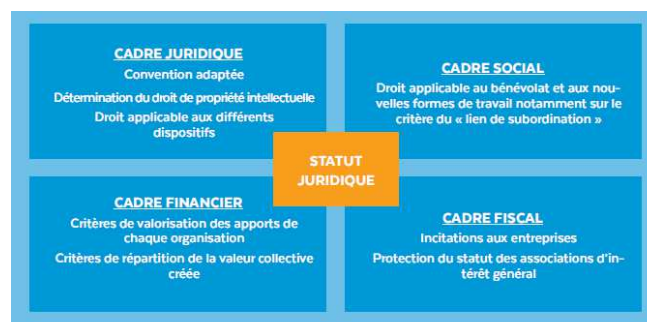 CADRE JURIDIQUE
Convention adaptée
Détermination du droit de propriété intellectuelle
Droit applicable aux différents
dispositifs
CADRE SOCIAL
Droit applicable au bénévolat et aux nou-
velles formes de travail notamment sur le
critère du « lien de subordination »
STATUT
JURIDIQUE
CADRE FINANCIER
Critères de valorisation des apports de
chaque organisation
Critères de répartition de la valeur collective
créée
CADRE FISCAL
Incitations aux entreprises
Protection du statut des associations d'in-
térêt général